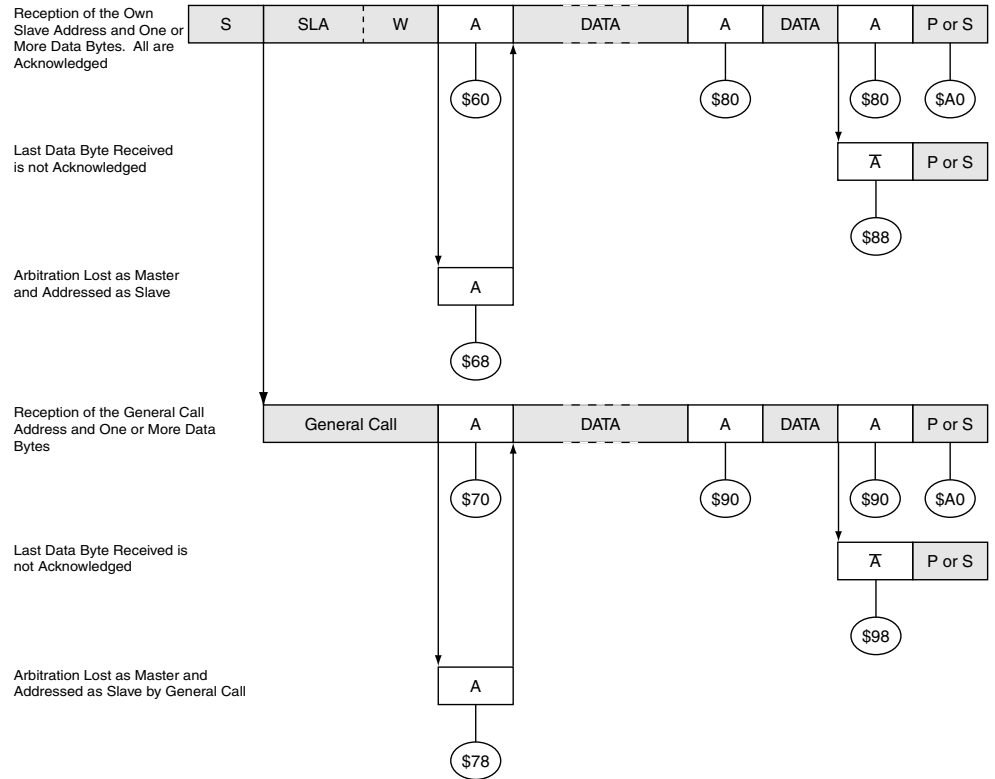 Reception of the Own
Slave Address and One or
More Data Bytes.  All are
Acknowledged
S SLA W A DATA A DATA A P or S
$60 $80 $80 $A0
Last Data Byte Received
is not Acknowledged
A̅ P or S
$88
Arbitration Lost as Master
and Addressed as Slave
A
$68
Reception of the General Call
Address and One or More Data
Bytes
General Call A DATA A DATA A P or S
$70 $90 $90 $A0
Last Data Byte Received is
not Acknowledged
A̅ P or S
$98
Arbitration Lost as Master and
Addressed as Slave by General Call
A
$78